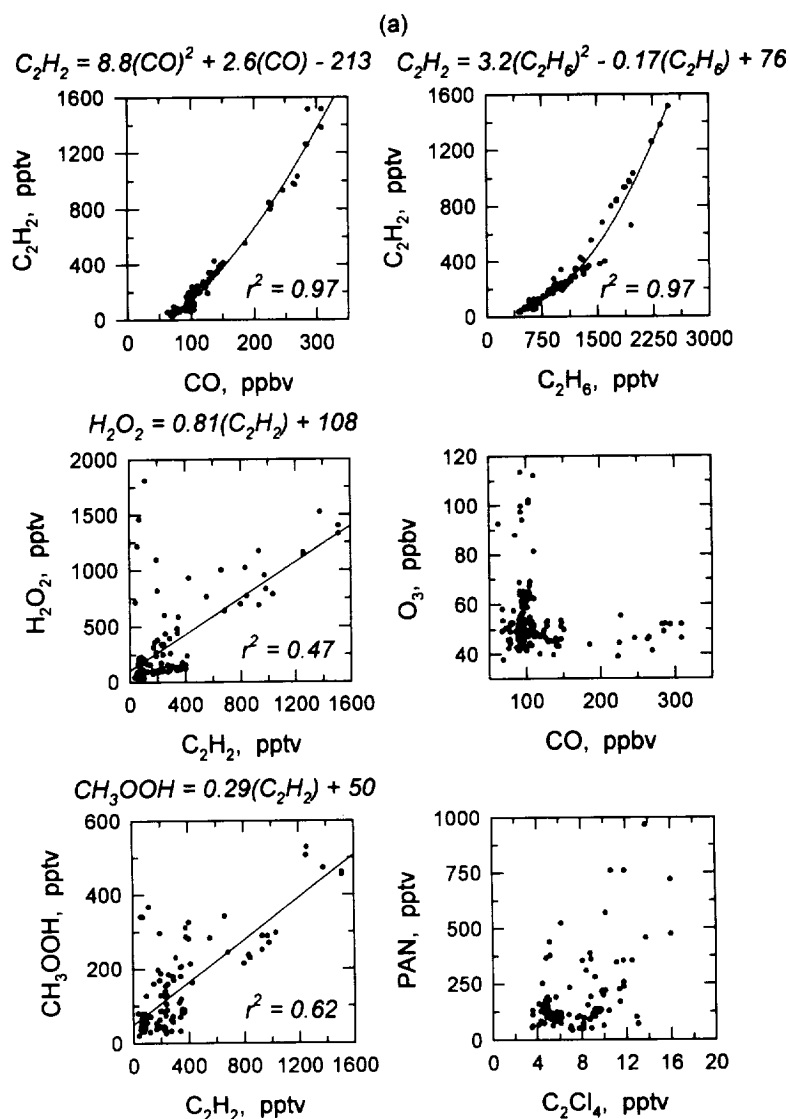 (a)
C₂H₂ = 8.8(CO)² + 2.6(CO) - 213
C₂H₂ = 3.2(C₂H₆)² - 0.17(C₂H₆) + 76
1600
1200
800
400
0
C₂H₂, pptv
r² = 0.97
0 100 200 300
CO, ppbv
1600
1200
800
400
0
C₂H₂, pptv
r² = 0.97
0 750 1500 2250 3000
C₂H₆, pptv
H₂O₂ = 0.81(C₂H₂) + 108
2000
1500
1000
500
0
H₂O₂, pptv
r² = 0.47
0 400 800 1200 1600
C₂H₂, pptv
120
100
80
60
40
O₃, ppbv
100 200 300
CO, ppbv
CH₃OOH = 0.29(C₂H₂) + 50
600
400
200
0
CH₃OOH, pptv
r² = 0.62
0 400 800 1200 1600
C₂H₂, pptv
1000
750
500
250
0
PAN, pptv
0 4 8 12 16 20
C₂Cl₄, pptv